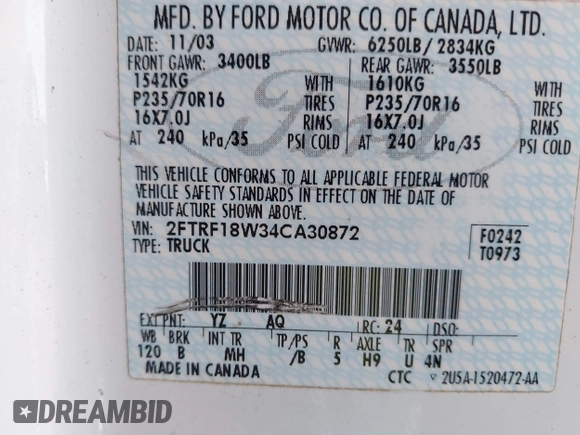 MFD. BY FORD MOTOR CO. OF CANADA, LTD.
DATE: 11/03 GVWR: 6250LB/ 2834KG
FRONT GAWR: 3400LB REAR GAWR: 3550LB
1542KG WITH 1610KG WITH
P235/70R16 TIRES P235/70R16 TIRES
16X7.0J RIMS 16X7.0J RIMS
AT 240 kPa/35 PSI COLD AT 240 kPa/35 PSI COLD
THIS VEHICLE CONFORMS TO ALL APPLICABLE FEDERAL MOTOR
VEHICLE SAFETY STANDARDS IN EFFECT ON THE DATE OF
MANUFACTURE SHOWN ABOVE.
VIN: 2FTRF18W34CA30872 F0242
TYPE: TRUCK T0973
EXT PNT: YZ AQ RC: 24 DSO:
WB BRK INT TR TP/PS R AXLE TR SPR
120 B MH /B 5 H9 U 4N
MADE IN CANADA CTC 2U5A-1520472-AA
Ford
DREAMBID